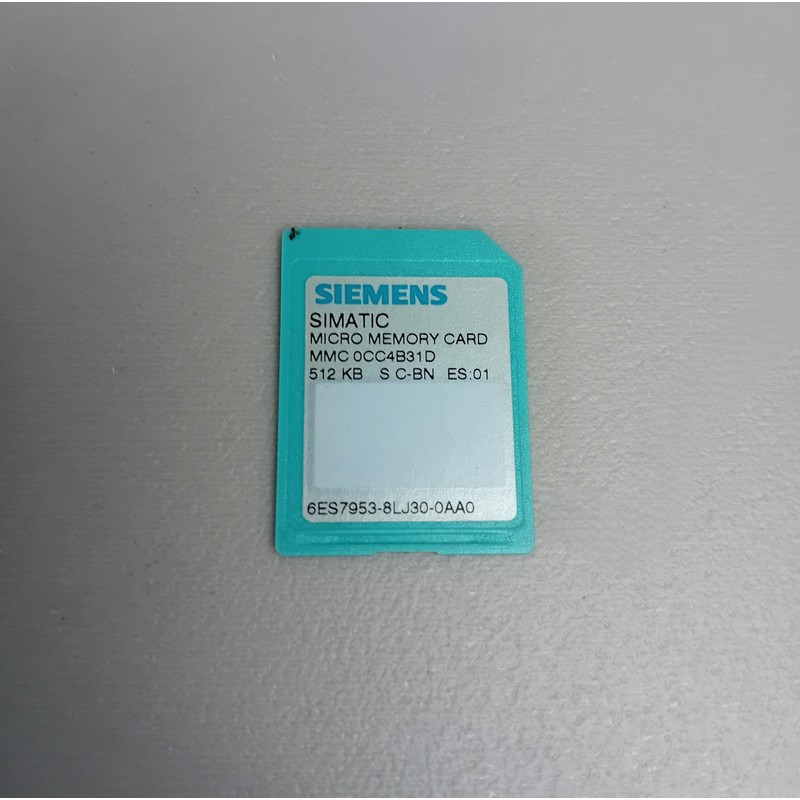 SIEMENS
SIMATIC
MICRO MEMORY CARD
MMC 0CC4B31D
512 KB S C-BN ES:01
6ES7953-8LJ30-0AA0